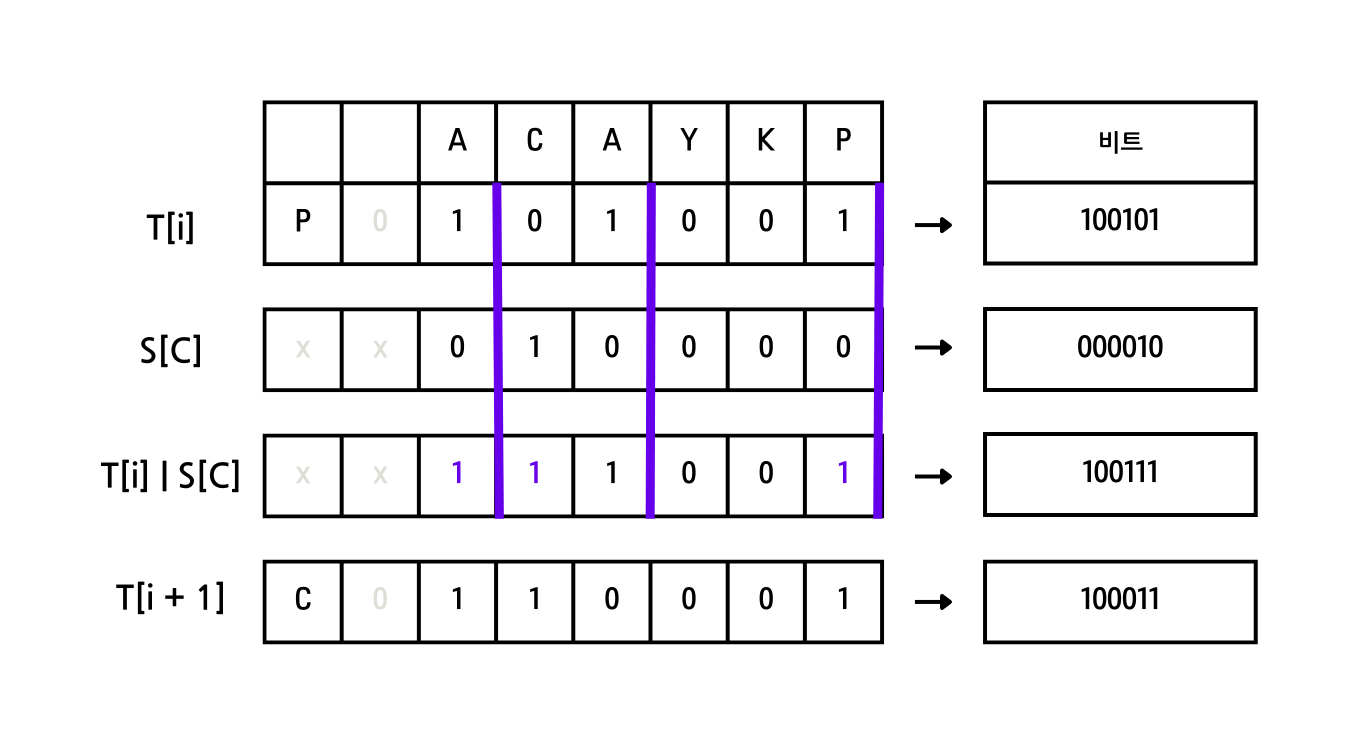 A C A Y K P 비트
T[i] P 0 1 0 1 0 0 1 → 100101
S[C] x x 0 1 0 0 0 0 → 000010
T[i] | S[C] x x 1 1 1 0 0 1 → 100111
T[i + 1] C 0 1 1 0 0 0 1 → 100011